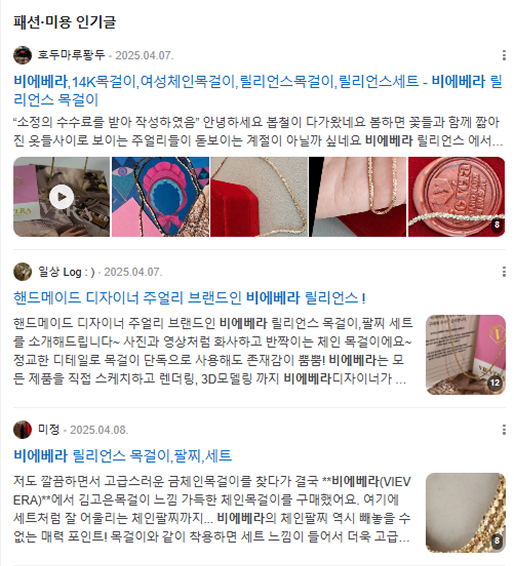 패션·미용 인기글
호두마루퐝두 · 2025.04.07.
비에베라,14K목걸이,여성체인목걸이,릴리언스목걸이,릴리언스세트 - 비에베라 릴
리언스 목걸이
“소정의 수수료를 받아 작성하였음” 안녕하세요 봅철이 다가왔네요 봄하면 꽃들과 함께 짧아
진 옷들사이로 보이는 주얼리들이 돋보이는 계절이 아닐까 싶네요 비에베라 릴리언스 에서...
8
일상 Log : ) · 2025.04.07.
핸드메이드 디자이너 주얼리 브랜드인 비에베라 릴리언스 !
핸드메이드 디자이너 주얼리 브랜드인 비에베라 릴리언스 목걸이,팔찌 세트
를 소개해드립니다~ 사진과 영상처럼 화사하고 반짝이는 체인 목걸이에요~
정교한 디테일로 목걸이 단독으로 사용해도 존재감이 뿜뿜! 비에베라는 모
든 제품을 직접 스케치하고 렌더링, 3D모델링 까지 비에베라디자이너가 ...
12
미정 · 2025.04.08.
비에베라 릴리언스 목걸이,팔찌,세트
저도 깔끔하면서 고급스러운 금체인목걸이를 찾다가 결국 **비에베라(VIEV
ERA)**에서 김고은목걸이 느낌 가득한 체인목걸이를 구매했어요. 여기에
세트처럼 잘 어울리는 체인팔찌까지... 비에베라의 체인팔찌 역시 빼놓을 수
없는 매력 포인트! 목걸이와 같이 착용하면 세트 느낌이 들어서 더욱 고급...
8